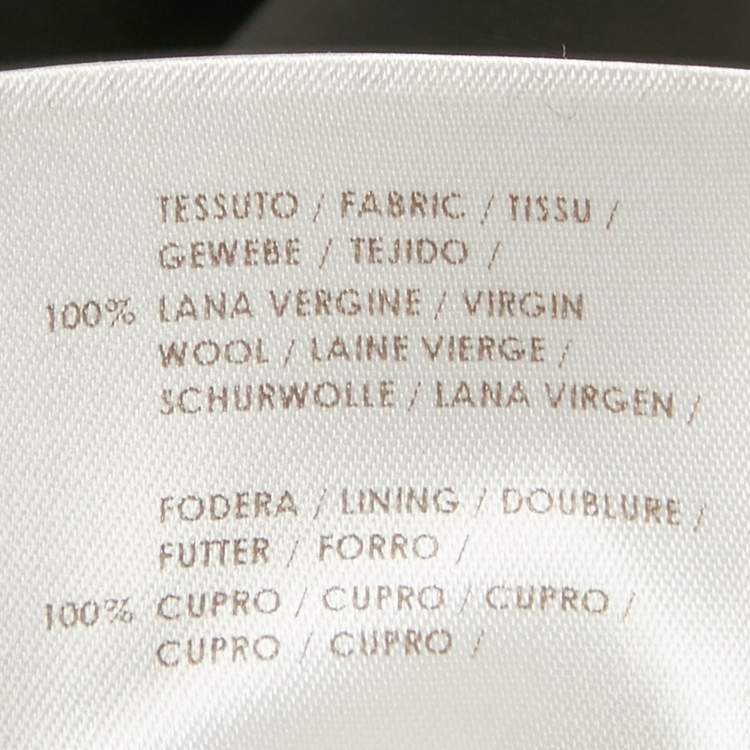 TESSUTO / FABRIC / TISSU /
GEWEBE / TEJIDO /
100% LANA VERGINE / VIRGIN
WOOL / LAINE VIERGE /
SCHURWOLLE / LANA VIRGEN /
FODERA / LINING / DOUBLURE /
FUTTER / FORRO /
100% CUPRO / CUPRO / CUPRO /
CUPRO / CUPRO /